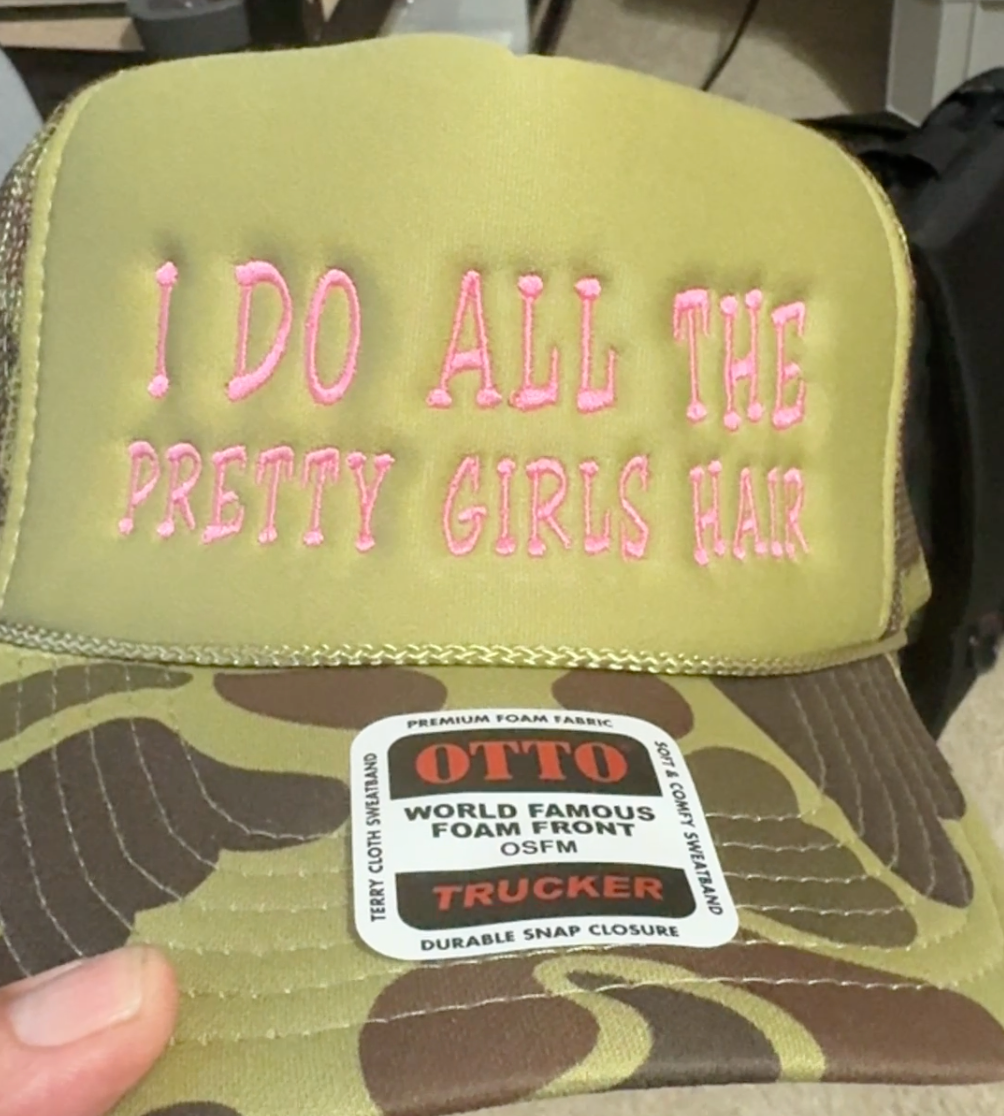 I DO ALL THE
PRETTY GIRLS HAIR
PREMIUM FOAM FABRIC
OTTO
WORLD FAMOUS
FOAM FRONT
OSFM
TRUCKER
DURABLE SNAP CLOSURE
TERRY CLOTH SWEATBAND
SOFT & COMFY SWEATBAND